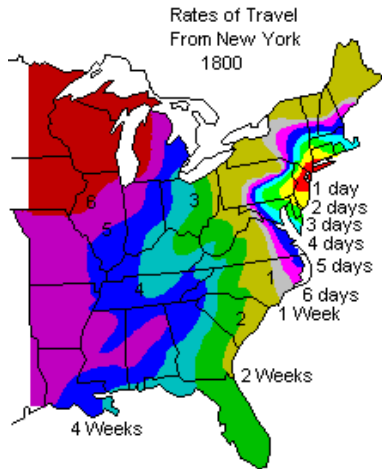 Rates of Travel
From New York
1800
1 day
2 days
3 days
4 days
5 days
6 days
1 Week
2 Weeks
4 Weeks
6
5
4
3
2
1